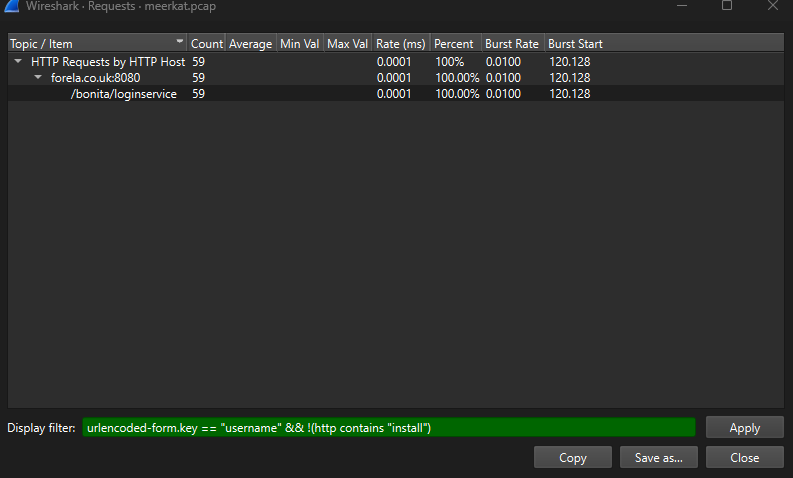 Wireshark · Requests · meerkat.pcap
Topic / Item Count Average Min Val Max Val Rate (ms) Percent Burst Rate Burst Start
HTTP Requests by HTTP Host 59 0.0001 100% 0.0100 120.128
forela.co.uk:8080 59 0.0001 100.00% 0.0100 120.128
/bonita/loginservice 59 0.0001 100.00% 0.0100 120.128
Display filter: urlencoded-form.key == "username" && !(http contains "install") Apply
Copy Save as... Close